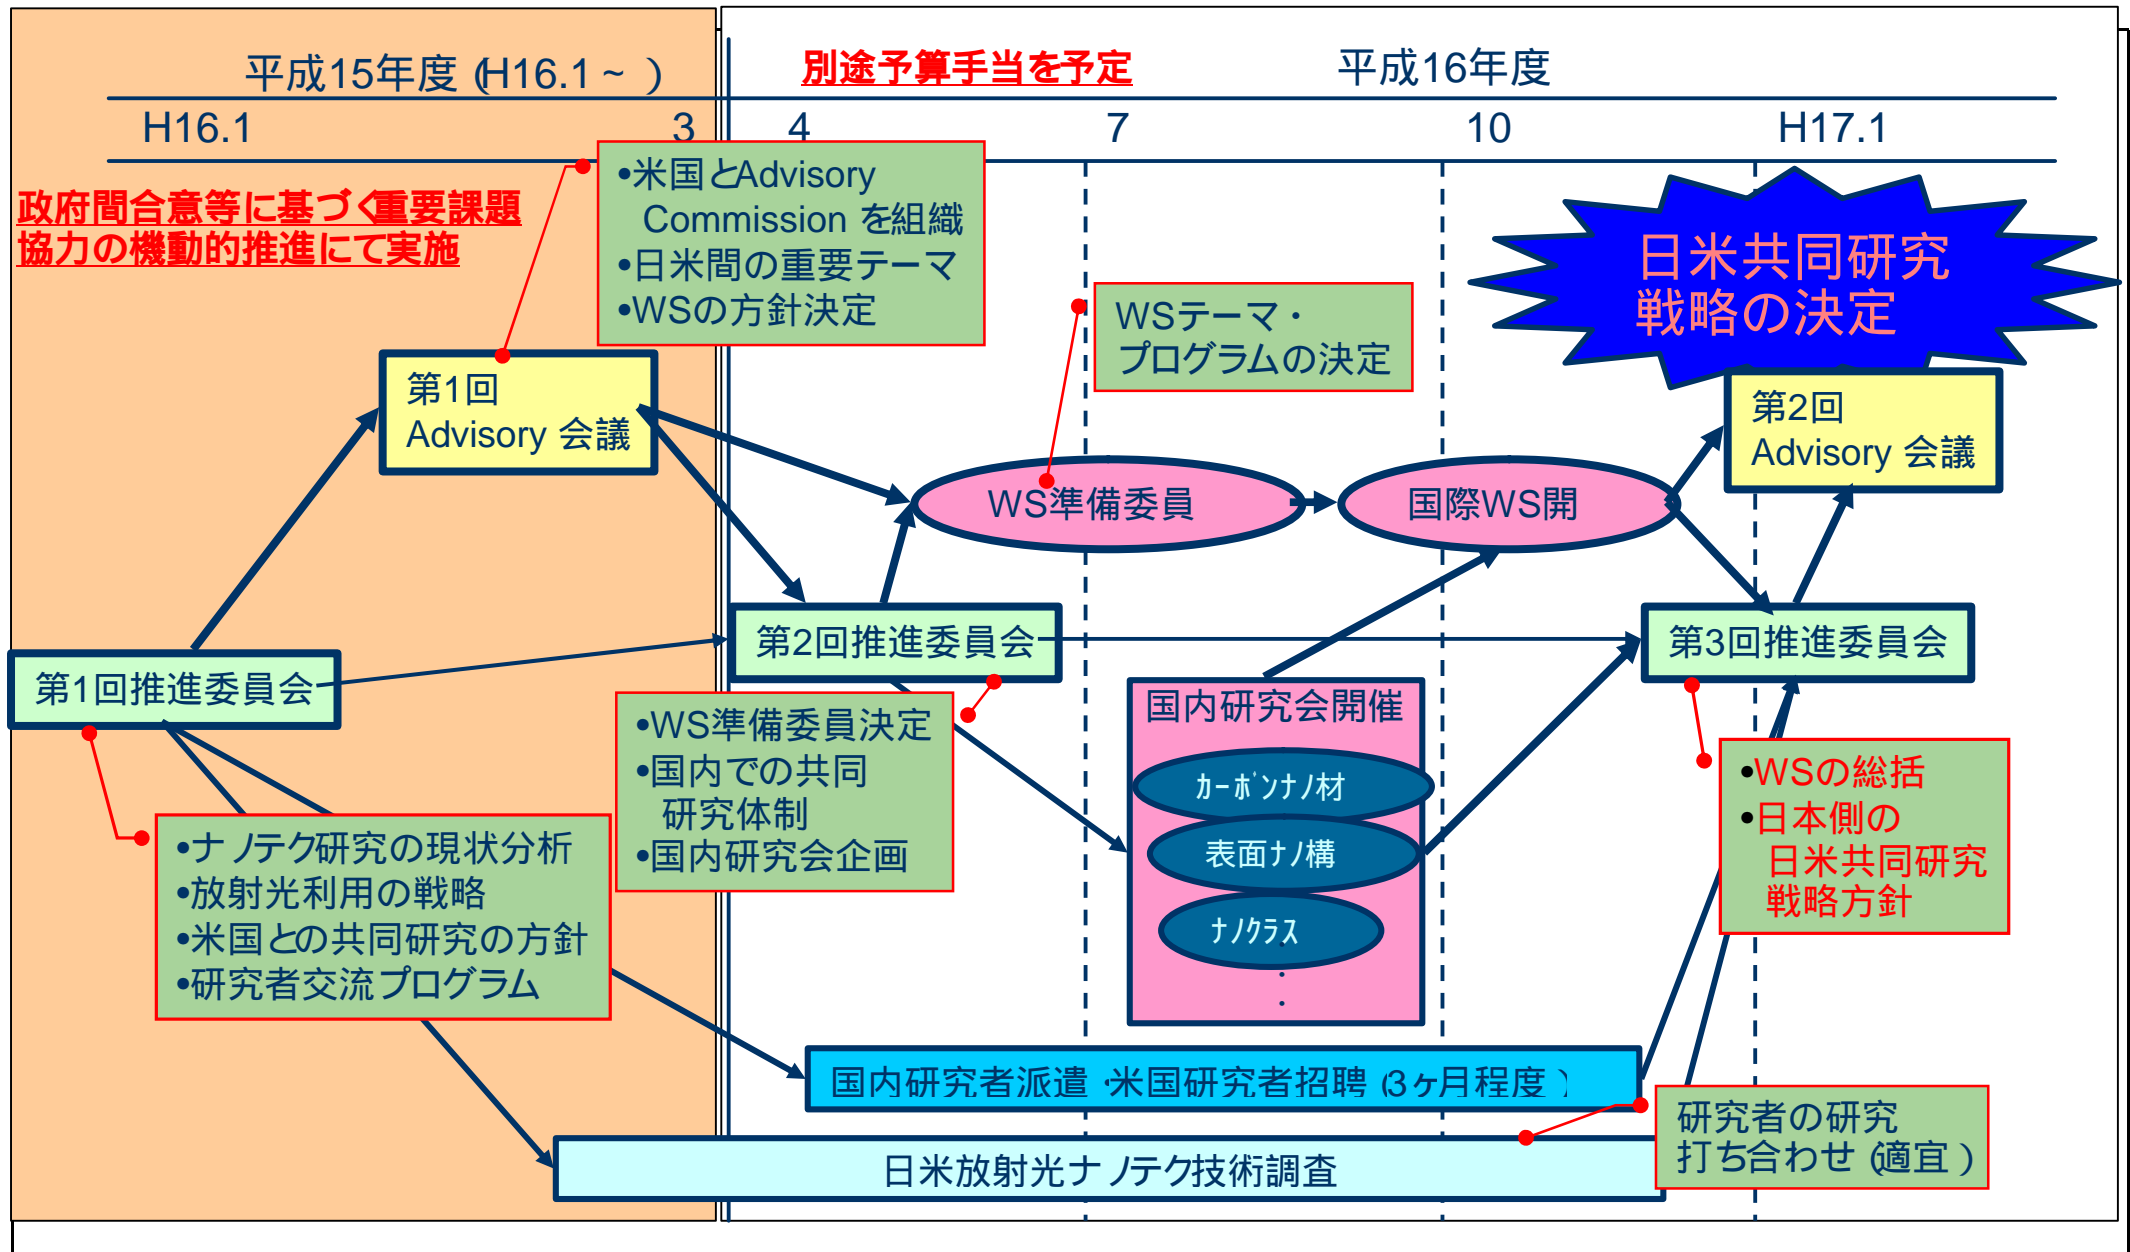 平成15年度 (H16.1 ~ )
別途予算手当を予定
平成16年度
H16.1
3
4
7
10
H17.1
政府間合意等に基づく重要課題
協力の機動的推進にて実施
•米国とAdvisory
Commission を組織
•日米間の重要テーマ
•WSの方針決定
WSテーマ・
プログラムの決定
日米共同研究
戦略の決定
第1回
Advisory 会議
第2回
Advisory 会議
WS準備委員
国際WS開
第1回推進委員会
第2回推進委員会
第3回推進委員会
•WS準備委員決定
•国内での共同
研究体制
•国内研究会企画
国内研究会開催
カーボンナノ材
表面ナノ構
ナノクラス
•WSの総括
•日本側の
日米共同研究
戦略方針
•ナノテク研究の現状分析
•放射光利用の戦略
•米国との共同研究の方針
•研究者交流プログラム
国内研究者派遣・米国研究者招聘 (3ヶ月程度 )
研究者の研究
打ち合わせ (適宜 )
日米放射光ナノテク技術調査